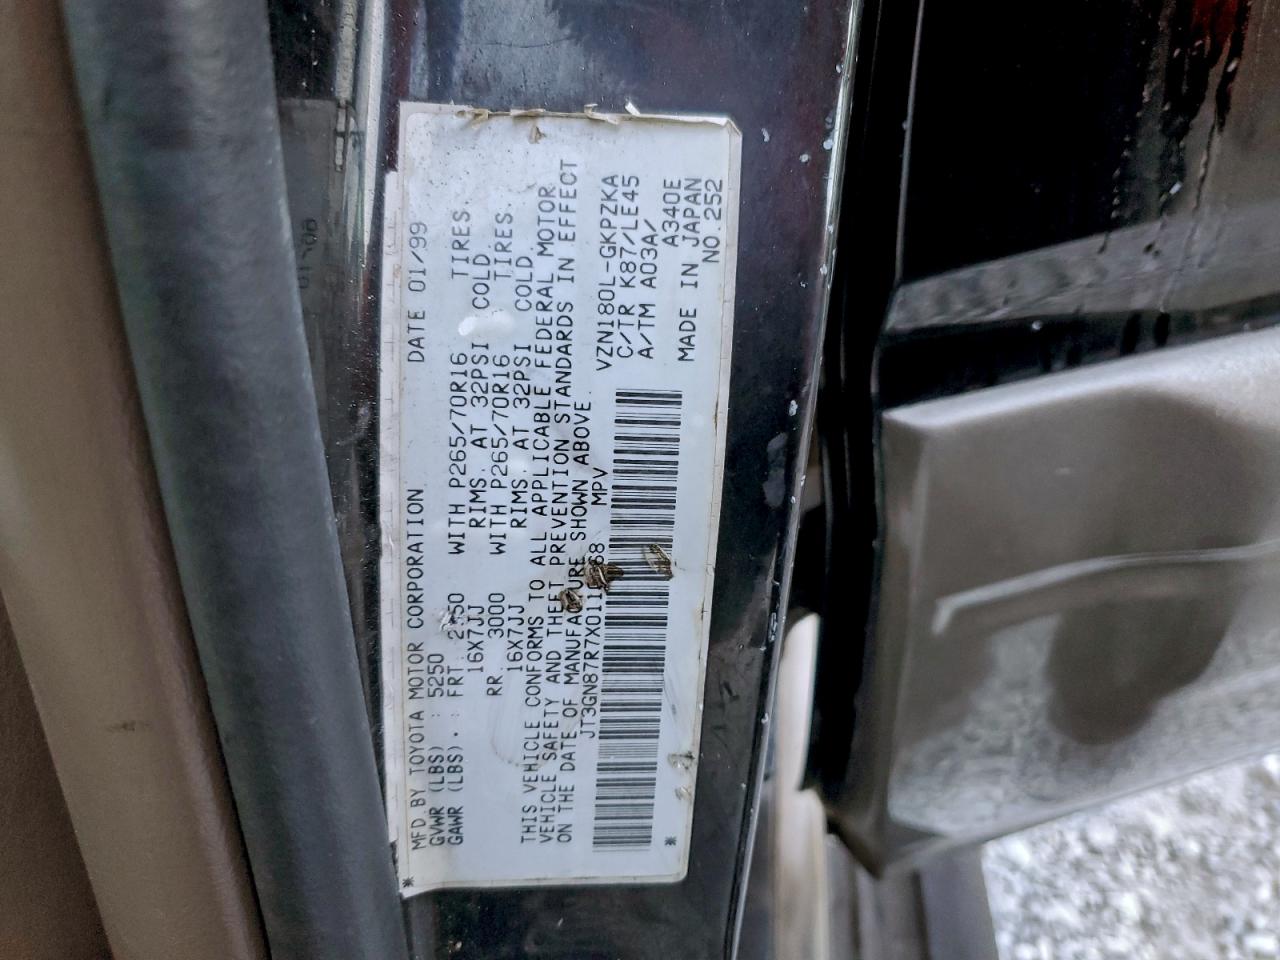 MFD. BY TOYOTA MOTOR CORPORATION DATE 01/99
GVWR (LBS) : 5250
GAWR (LBS). : FRT. WITH P265/70R16 TIRES.
16X7JJ RIMS. AT 32PSI COLD.
RR. 3000 WITH P265/70R16 TIRES.
16X7JJ RIMS. AT 32PSI COLD.
THIS VEHICLE CONFORMS TO ALL APPLICABLE FEDERAL MOTOR
VEHICLE SAFETY AND THEFT PREVENTION STANDARDS IN EFFECT
ON THE DATE OF MANUFACTURE SHOWN ABOVE.
MPV VZN180L-GKPZKA
C/TR K87/LE45
A/TM A03A/
A340E
MADE IN JAPAN
NO.252